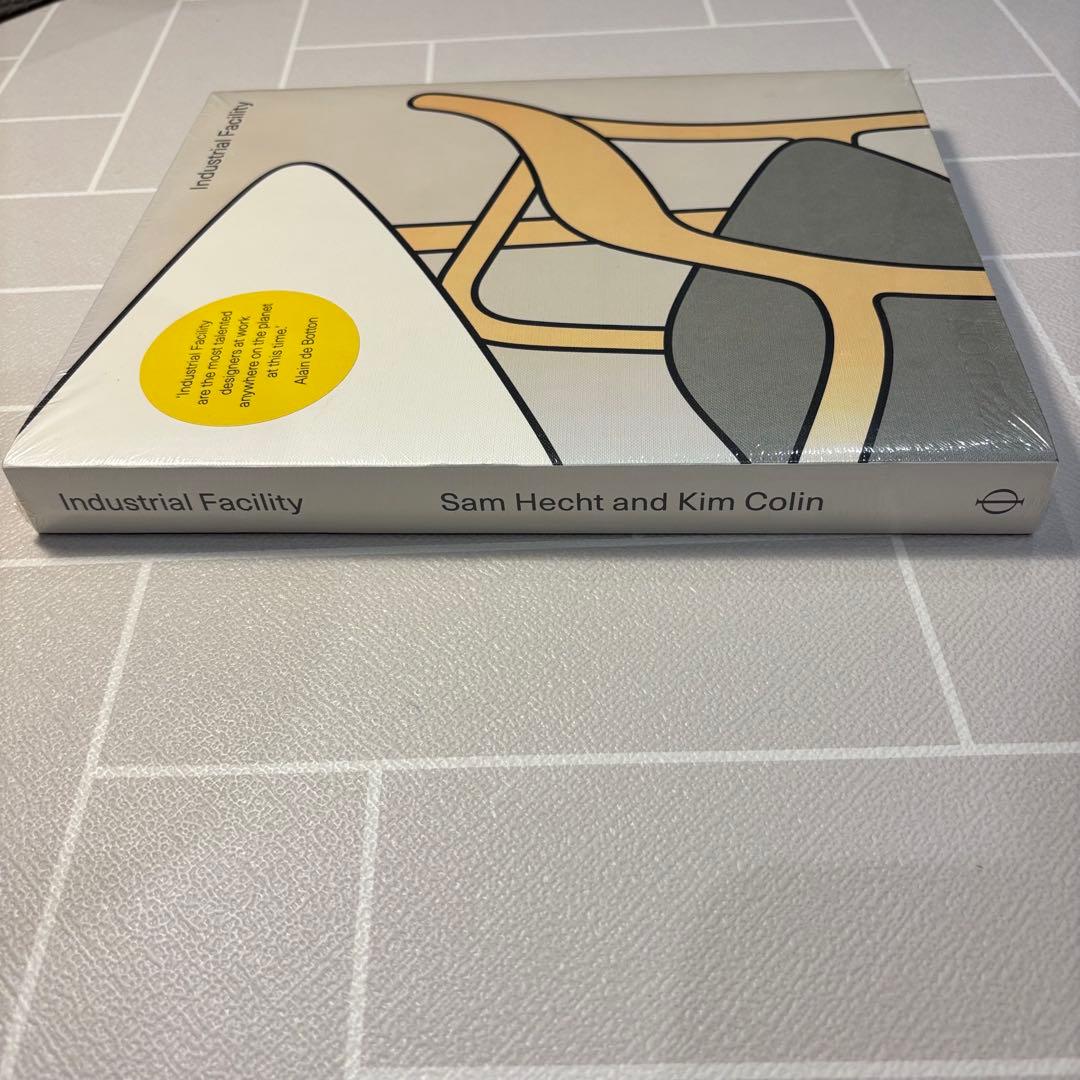 Industrial Facility
'Industrial Facility
are the most talented
designers at work
anywhere on the planet
at this time.'
Alain de Botton
Industrial Facility
Sam Hecht and Kim Colin